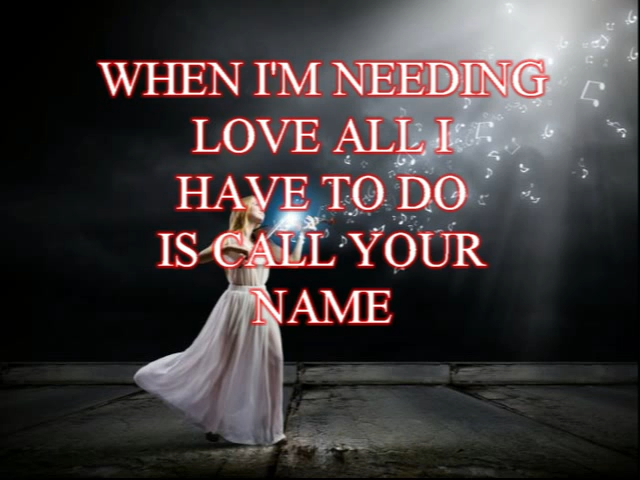 WHEN I'M NEEDING
LOVE ALL I
HAVE TO DO
IS CALL YOUR
NAME